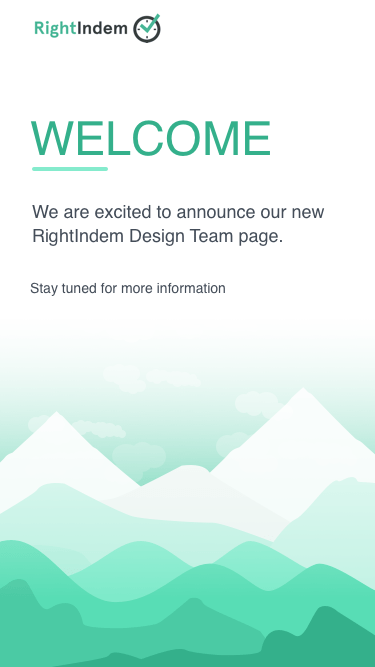 RightIndem
WELCOME
We are excited to announce our new
RightIndem Design Team page.
Stay tuned for more information